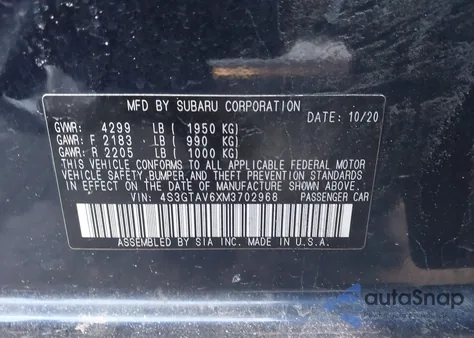 MFD BY SUBARU CORPORATION
DATE: 10/20
GVWR: 4299 LB ( 1950 KG)
GAWR: F 2183 LB ( 990 KG)
GAWR: R 2205 LB ( 1000 KG)
THIS VEHICLE CONFORMS TO ALL APPLICABLE FEDERAL MOTOR
VEHICLE SAFETY, BUMPER, AND THEFT PREVENTION STANDARDS
IN EFFECT ON THE DATE OF MANUFACTURE SHOWN ABOVE.
VIN: 4S3GTAV6XM3702968 PASSENGER CAR
ASSEMBLED BY SIA INC. MADE IN U.S.A.
autoSnap